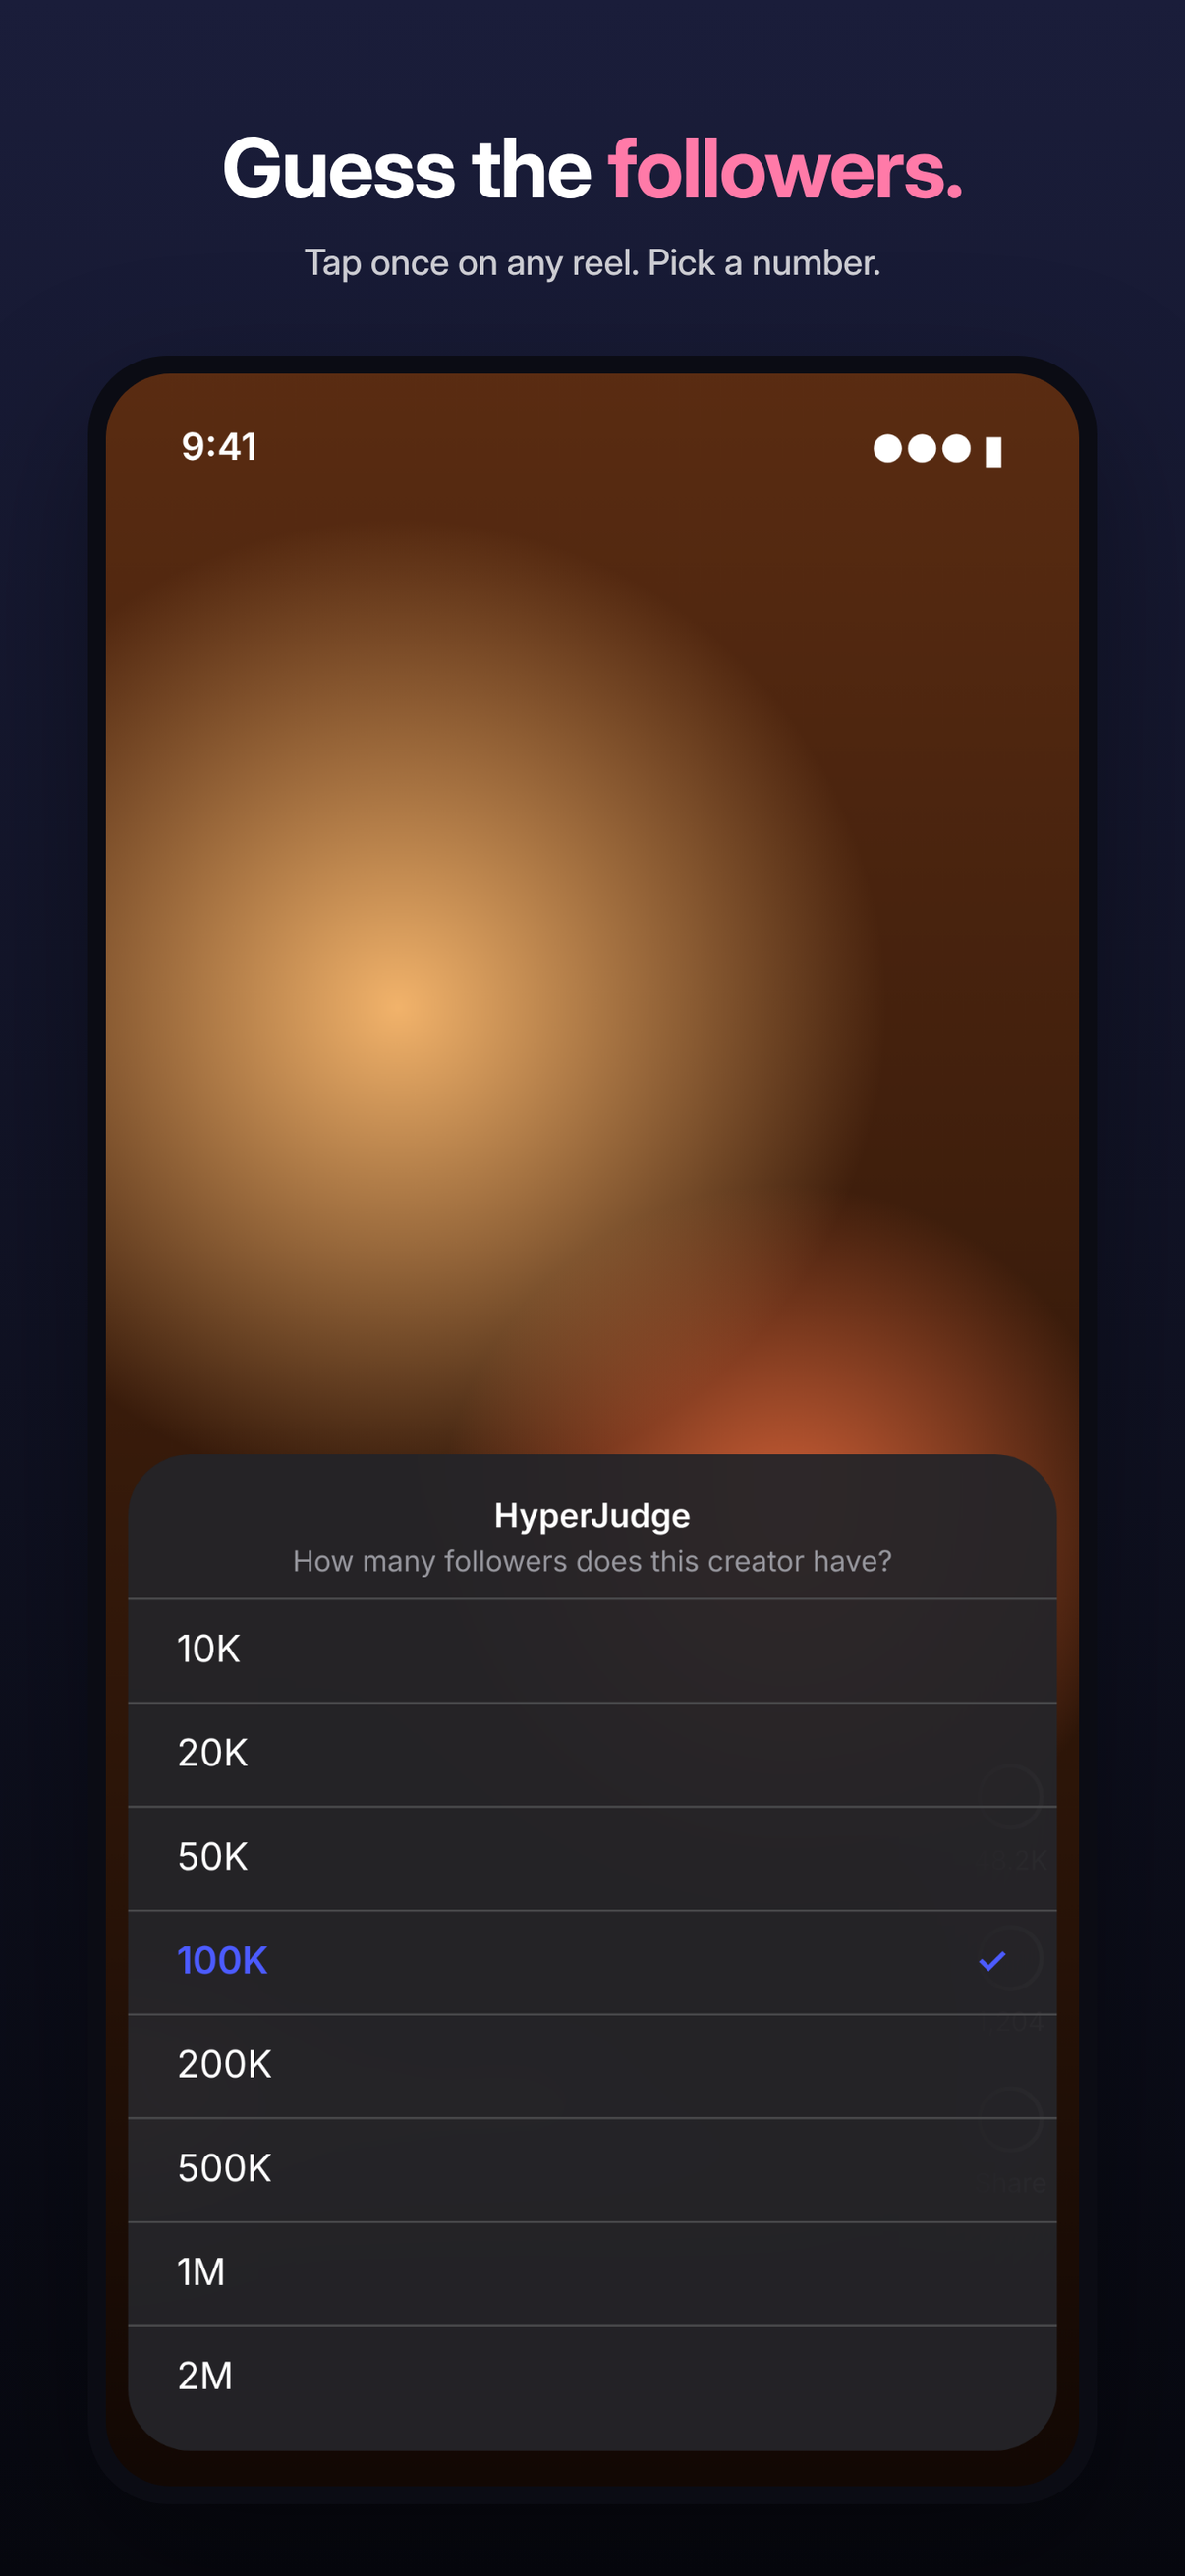 Guess the followers.
Tap once on any reel. Pick a number.
9:41
HyperJudge
How many followers does this creator have?
10K
20K
50K
100K
200K
500K
1M
2M